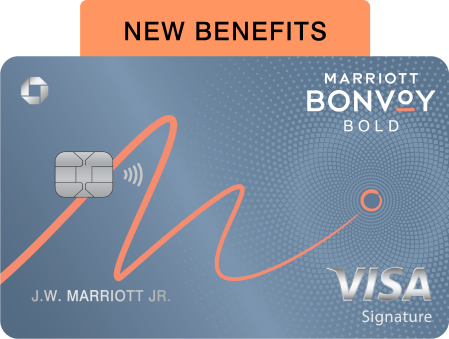 NEW BENEFITS
MARRIOTT
BONVOY
BOLD
J.W. MARRIOTT JR.
VISA
Signature